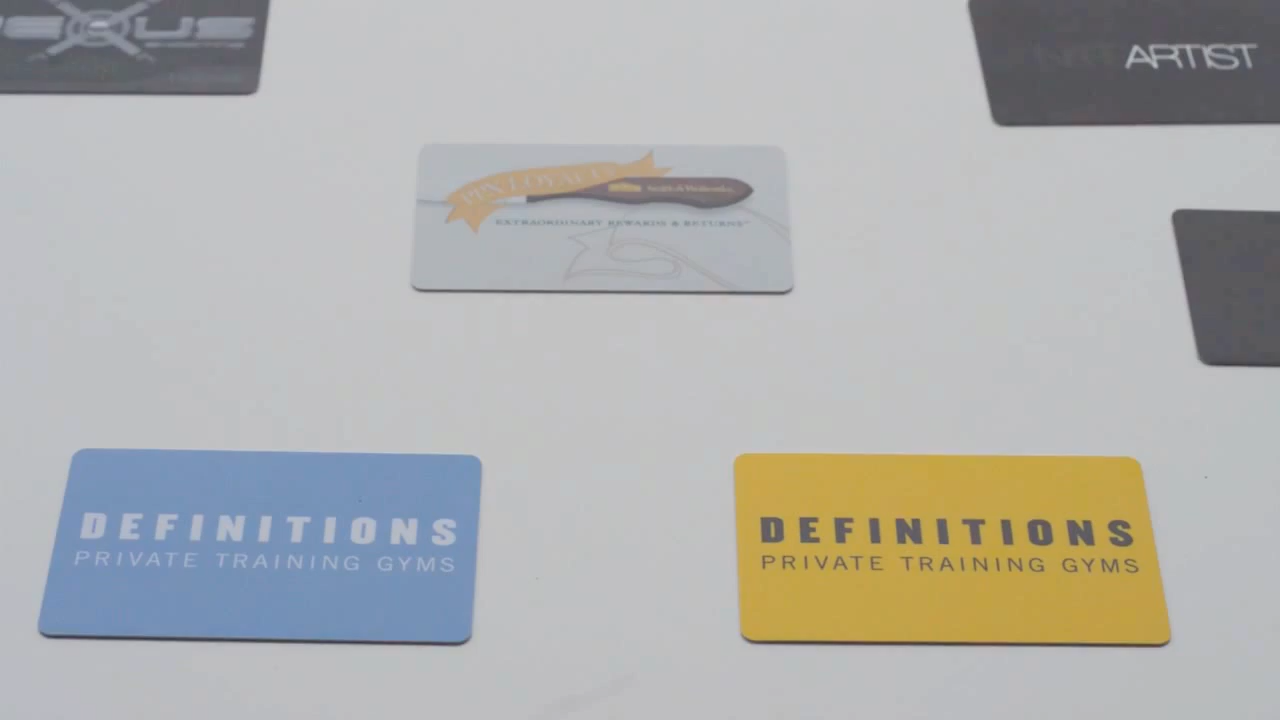 ARTIST
EXTRAORDINARY REWARDS & RETURNS
DEFINITIONS
PRIVATE TRAINING GYMS
DEFINITIONS
PRIVATE TRAINING GYMS